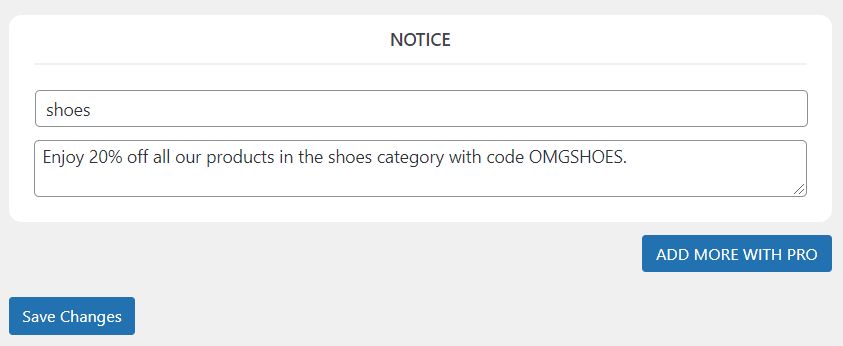 NOTICE
shoes
Enjoy 20% off all our products in the shoes category with code OMGSHOES.
ADD MORE WITH PRO
Save Changes